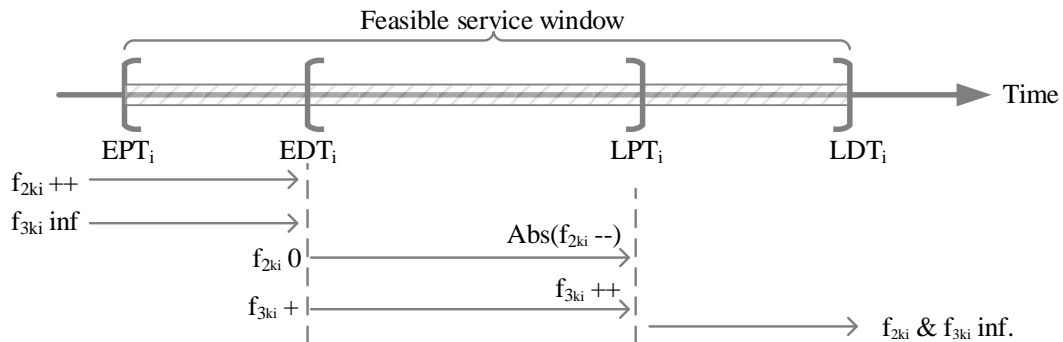 Feasible service window
Time
EPTi EDTi LPTi LDTi
f2ki ++
f3ki inf
f2ki 0 Abs(f2ki --)
f3ki + f3ki ++
f2ki & f3ki inf.